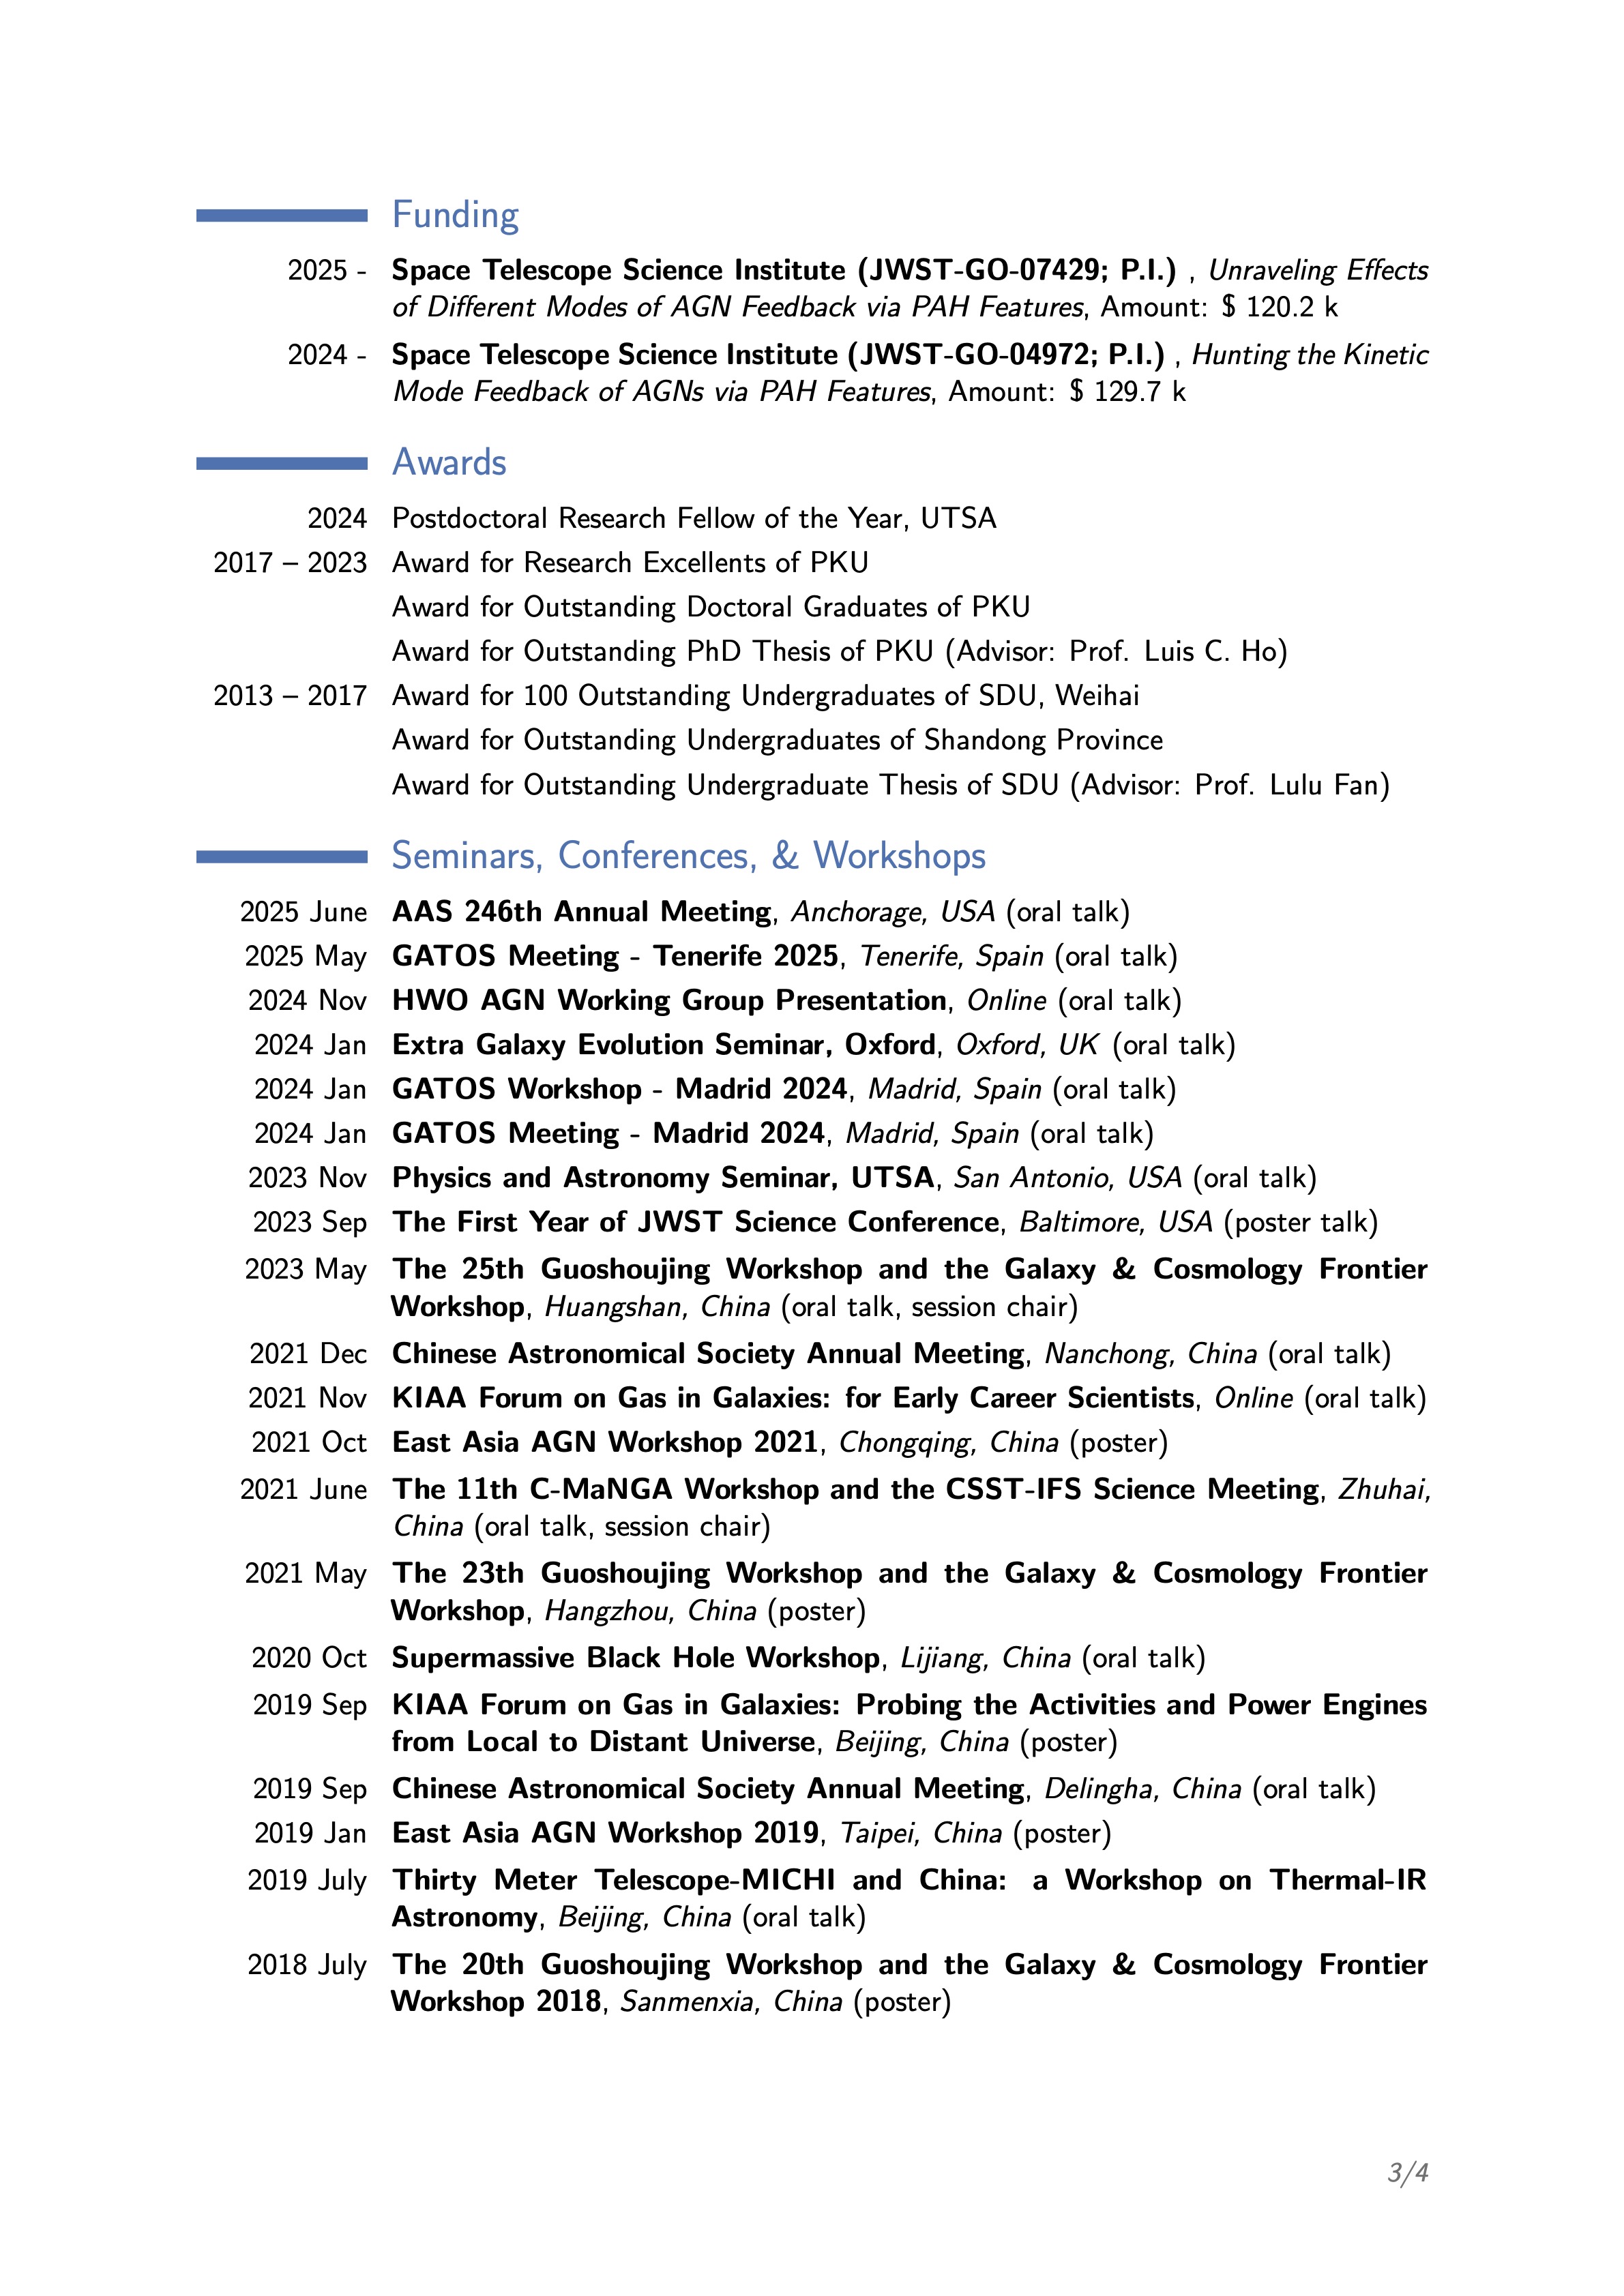 Funding
2025 - Space Telescope Science Institute (JWST-GO-07429; P.I.) , Unraveling Effects
of Different Modes of AGN Feedback via PAH Features, Amount: $ 120.2 k
2024 - Space Telescope Science Institute (JWST-GO-04972; P.I.) , Hunting the Kinetic
Mode Feedback of AGNs via PAH Features, Amount: $ 129.7 k
Awards
2024 Postdoctoral Research Fellow of the Year, UTSA
2017 – 2023 Award for Research Excellents of PKU
Award for Outstanding Doctoral Graduates of PKU
Award for Outstanding PhD Thesis of PKU (Advisor: Prof. Luis C. Ho)
2013 – 2017 Award for 100 Outstanding Undergraduates of SDU, Weihai
Award for Outstanding Undergraduates of Shandong Province
Award for Outstanding Undergraduate Thesis of SDU (Advisor: Prof. Lulu Fan)
Seminars, Conferences, & Workshops
2025 June AAS 246th Annual Meeting, Anchorage, USA (oral talk)
2025 May GATOS Meeting - Tenerife 2025, Tenerife, Spain (oral talk)
2024 Nov HWO AGN Working Group Presentation, Online (oral talk)
2024 Jan Extra Galaxy Evolution Seminar, Oxford, Oxford, UK (oral talk)
2024 Jan GATOS Workshop - Madrid 2024, Madrid, Spain (oral talk)
2024 Jan GATOS Meeting - Madrid 2024, Madrid, Spain (oral talk)
2023 Nov Physics and Astronomy Seminar, UTSA, San Antonio, USA (oral talk)
2023 Sep The First Year of JWST Science Conference, Baltimore, USA (poster talk)
2023 May The 25th Guoshoujing Workshop and the Galaxy & Cosmology Frontier
Workshop, Huangshan, China (oral talk, session chair)
2021 Dec Chinese Astronomical Society Annual Meeting, Nanchong, China (oral talk)
2021 Nov KIAA Forum on Gas in Galaxies: for Early Career Scientists, Online (oral talk)
2021 Oct East Asia AGN Workshop 2021, Chongqing, China (poster)
2021 June The 11th C-MaNGA Workshop and the CSST-IFS Science Meeting, Zhuhai,
China (oral talk, session chair)
2021 May The 23th Guoshoujing Workshop and the Galaxy & Cosmology Frontier
Workshop, Hangzhou, China (poster)
2020 Oct Supermassive Black Hole Workshop, Lijiang, China (oral talk)
2019 Sep KIAA Forum on Gas in Galaxies: Probing the Activities and Power Engines
from Local to Distant Universe, Beijing, China (poster)
2019 Sep Chinese Astronomical Society Annual Meeting, Delingha, China (oral talk)
2019 Jan East Asia AGN Workshop 2019, Taipei, China (poster)
2019 July Thirty Meter Telescope-MICHI and China: a Workshop on Thermal-IR
Astronomy, Beijing, China (oral talk)
2018 July The 20th Guoshoujing Workshop and the Galaxy & Cosmology Frontier
Workshop 2018, Sanmenxia, China (poster)
3/4